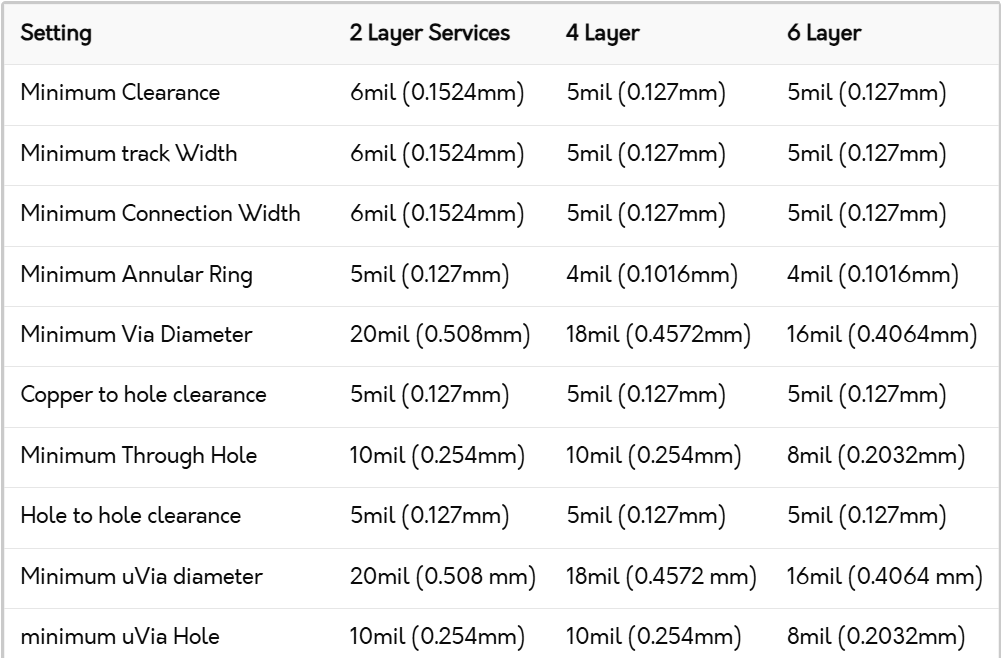 Setting 2 Layer Services 4 Layer 6 Layer
Minimum Clearance 6mil (0.1524mm) 5mil (0.127mm) 5mil (0.127mm)
Minimum track Width 6mil (0.1524mm) 5mil (0.127mm) 5mil (0.127mm)
Minimum Connection Width 6mil (0.1524mm) 5mil (0.127mm) 5mil (0.127mm)
Minimum Annular Ring 5mil (0.127mm) 4mil (0.1016mm) 4mil (0.1016mm)
Minimum Via Diameter 20mil (0.508mm) 18mil (0.4572mm) 16mil (0.4064mm)
Copper to hole clearance 5mil (0.127mm) 5mil (0.127mm) 5mil (0.127mm)
Minimum Through Hole 10mil (0.254mm) 10mil (0.254mm) 8mil (0.2032mm)
Hole to hole clearance 5mil (0.127mm) 5mil (0.127mm) 5mil (0.127mm)
Minimum uVia diameter 20mil (0.508 mm) 18mil (0.4572 mm) 16mil (0.4064 mm)
minimum uVia Hole 10mil (0.254mm) 10mil (0.254mm) 8mil (0.2032mm)